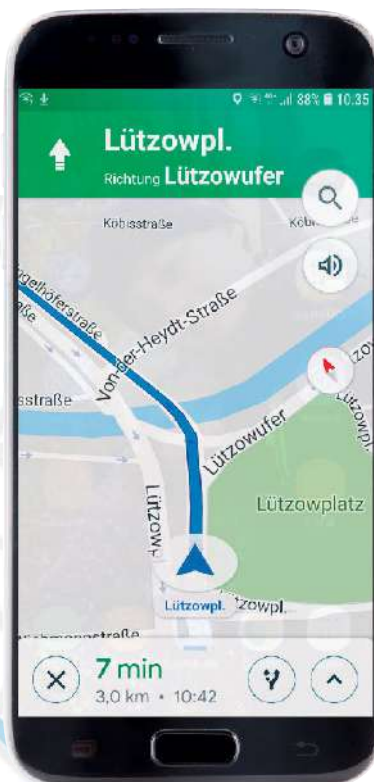 88% 10.35
Lützowpl.
Richtung Lützowufer
Köbisstraße
Von-der-Heydt-Straße
Lützowufer
Lützowplatz
Lützowpl.
7 min
3,0 km • 10:42